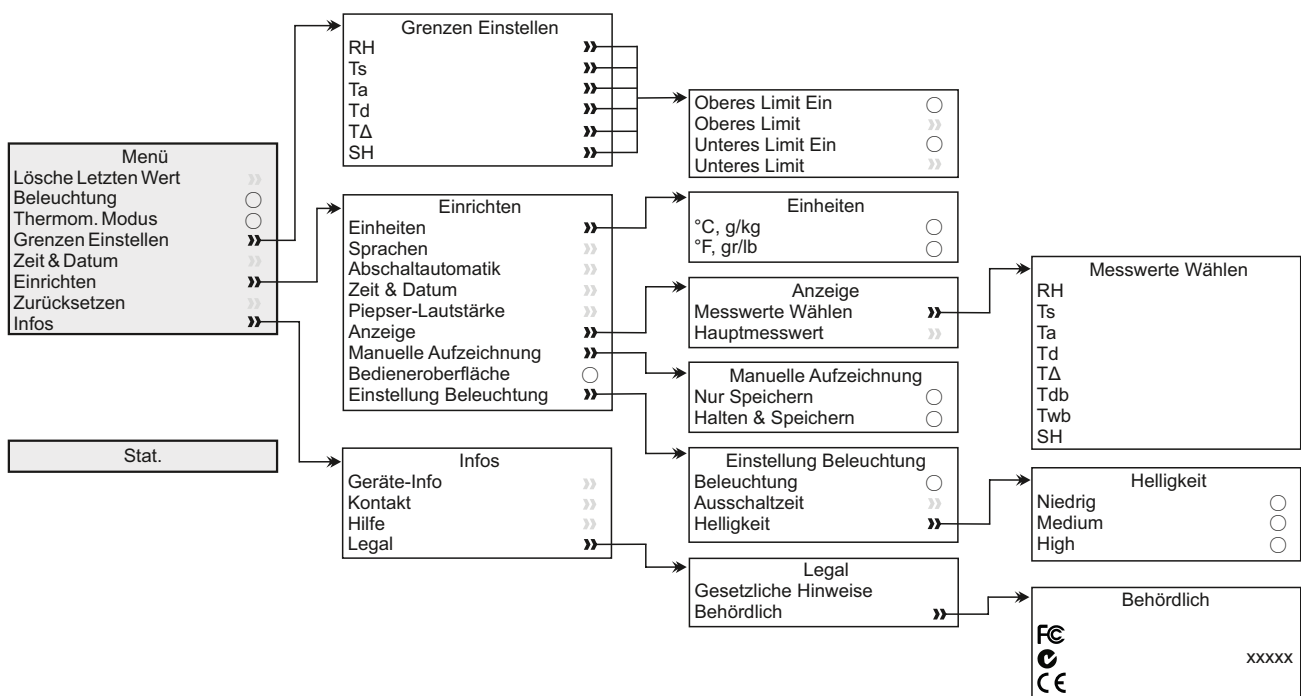 Menü
Lösche Letzten Wert
Beleuchtung
Thermom. Modus
Grenzen Einstellen
Zeit & Datum
Einrichten
Zurücksetzen
Infos
Stat.
Grenzen Einstellen
RH
Ts
Ta
Td
TΔ
SH
Einrichten
Einheiten
Sprachen
Abschaltautomatik
Zeit & Datum
Piepser-Lautstärke
Anzeige
Manuelle Aufzeichnung
Bedieneroberfläche
Einstellung Beleuchtung
Infos
Geräte-Info
Kontakt
Hilfe
Legal
Oberes Limit Ein
Oberes Limit
Unteres Limit Ein
Unteres Limit
Einheiten
°C, g/kg
°F, gr/lb
Anzeige
Messwerte Wählen
Hauptmesswert
Manuelle Aufzeichnung
Nur Speichern
Halten & Speichern
Einstellung Beleuchtung
Beleuchtung
Ausschaltzeit
Helligkeit
Legal
Gesetzliche Hinweise
Behördlich
Messwerte Wählen
RH
Ts
Ta
Td
TΔ
Tdb
Twb
SH
Helligkeit
Niedrig
Medium
High
Behördlich
FC
xxxxx
CE